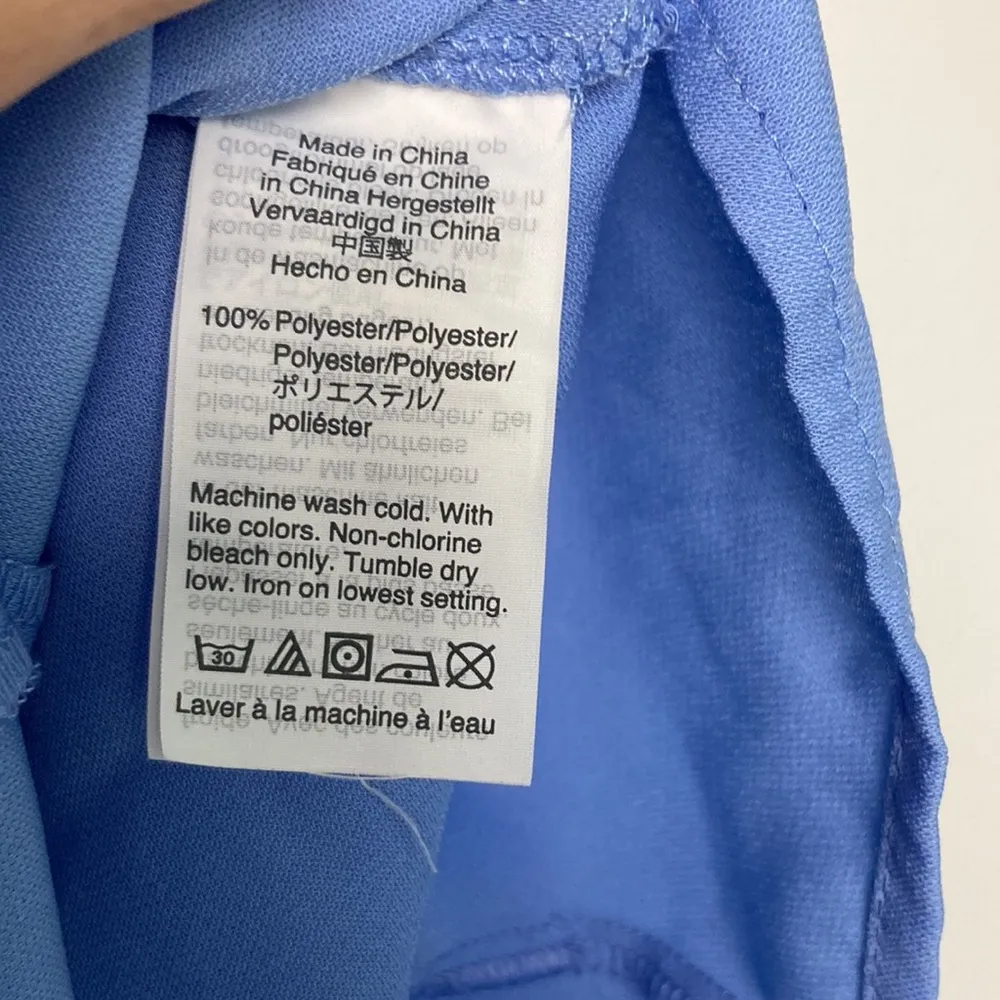 Made in China
Fabriqué en Chine
in China Hergestellt
Vervaardigd in China
中国製
Hecho en China
100% Polyester/Polyester/
Polyester/Polyester/
ポリエステル/
poliéster
Machine wash cold. With
like colors. Non-chlorine
bleach only. Tumble dry
low. Iron on lowest setting.
30
Laver à la machine à l'eau